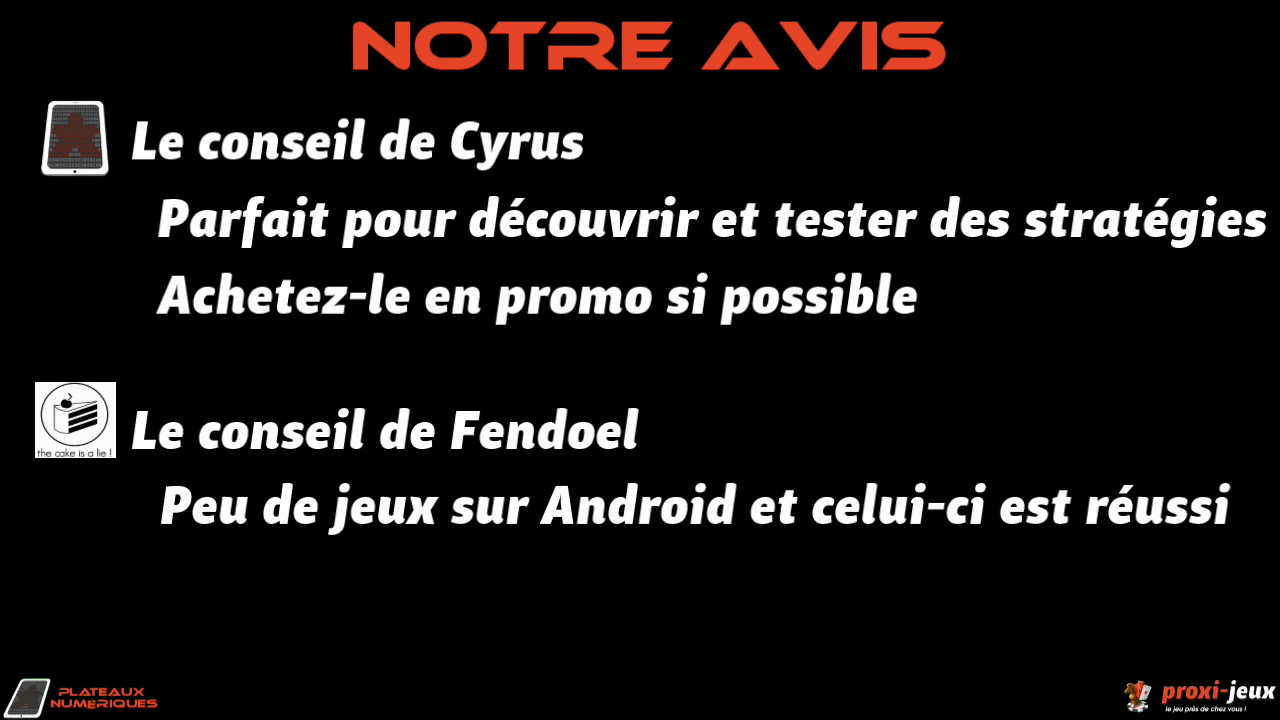 NOTRE AVIS
Le conseil de Cyrus
Parfait pour découvrir et tester des stratégies
Achetez-le en promo si possible
the cake is a lie !
Le conseil de Fendoel
Peu de jeux sur Android et celui-ci est réussi
PLATEAUX
NUMÉRIQUES
proxi-jeux
le jeu près de chez vous !